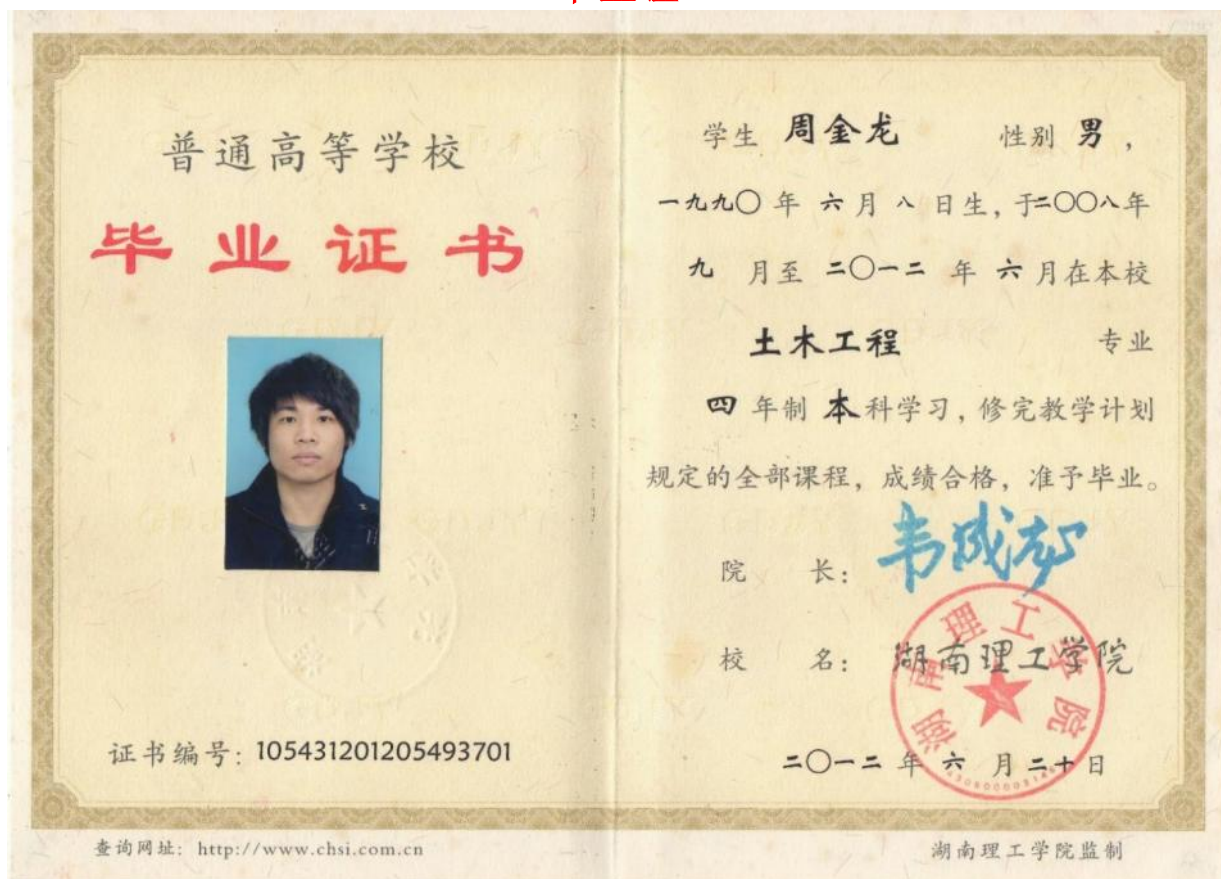 普通高等学校
毕业证书
证书编号: 105431201205493701
查询网址: http://www.chsi.com.cn
学生 周金龙 性别 男,
一九九〇年 六月 八 日生, 于二〇〇八年
九 月至 二〇一二 年 六月在本校
土木工程 专业
四 年制 本科学习, 修完教学计划
规定的全部课程, 成绩合格, 准予毕业。
院 长:
校 名: 湖南理工学院
湖南理工学院
二〇一二年 六 月二十日
湖南理工学院监制